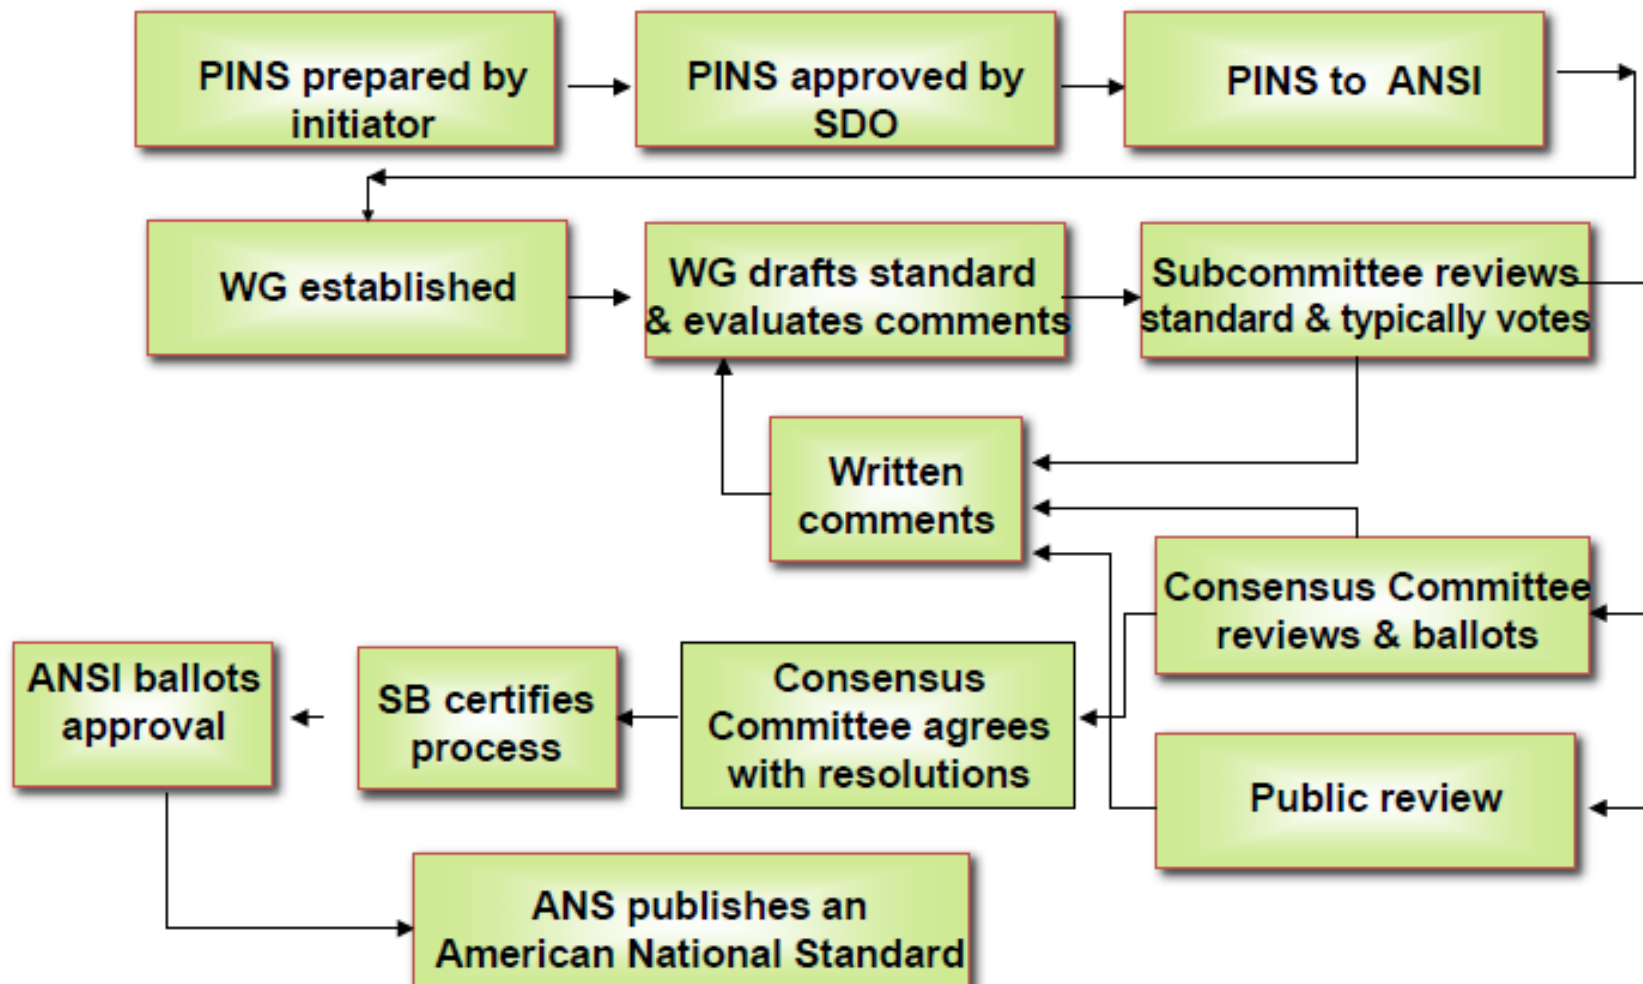 PINS prepared by
initiator
PINS approved by
SDO
PINS to ANSI
WG established
WG drafts standard
& evaluates comments
Subcommittee reviews
standard & typically votes
Written
comments
Consensus Committee
reviews & ballots
ANSI ballots
approval
SB certifies
process
Consensus
Committee agrees
with resolutions
Public review
ANS publishes an
American National Standard